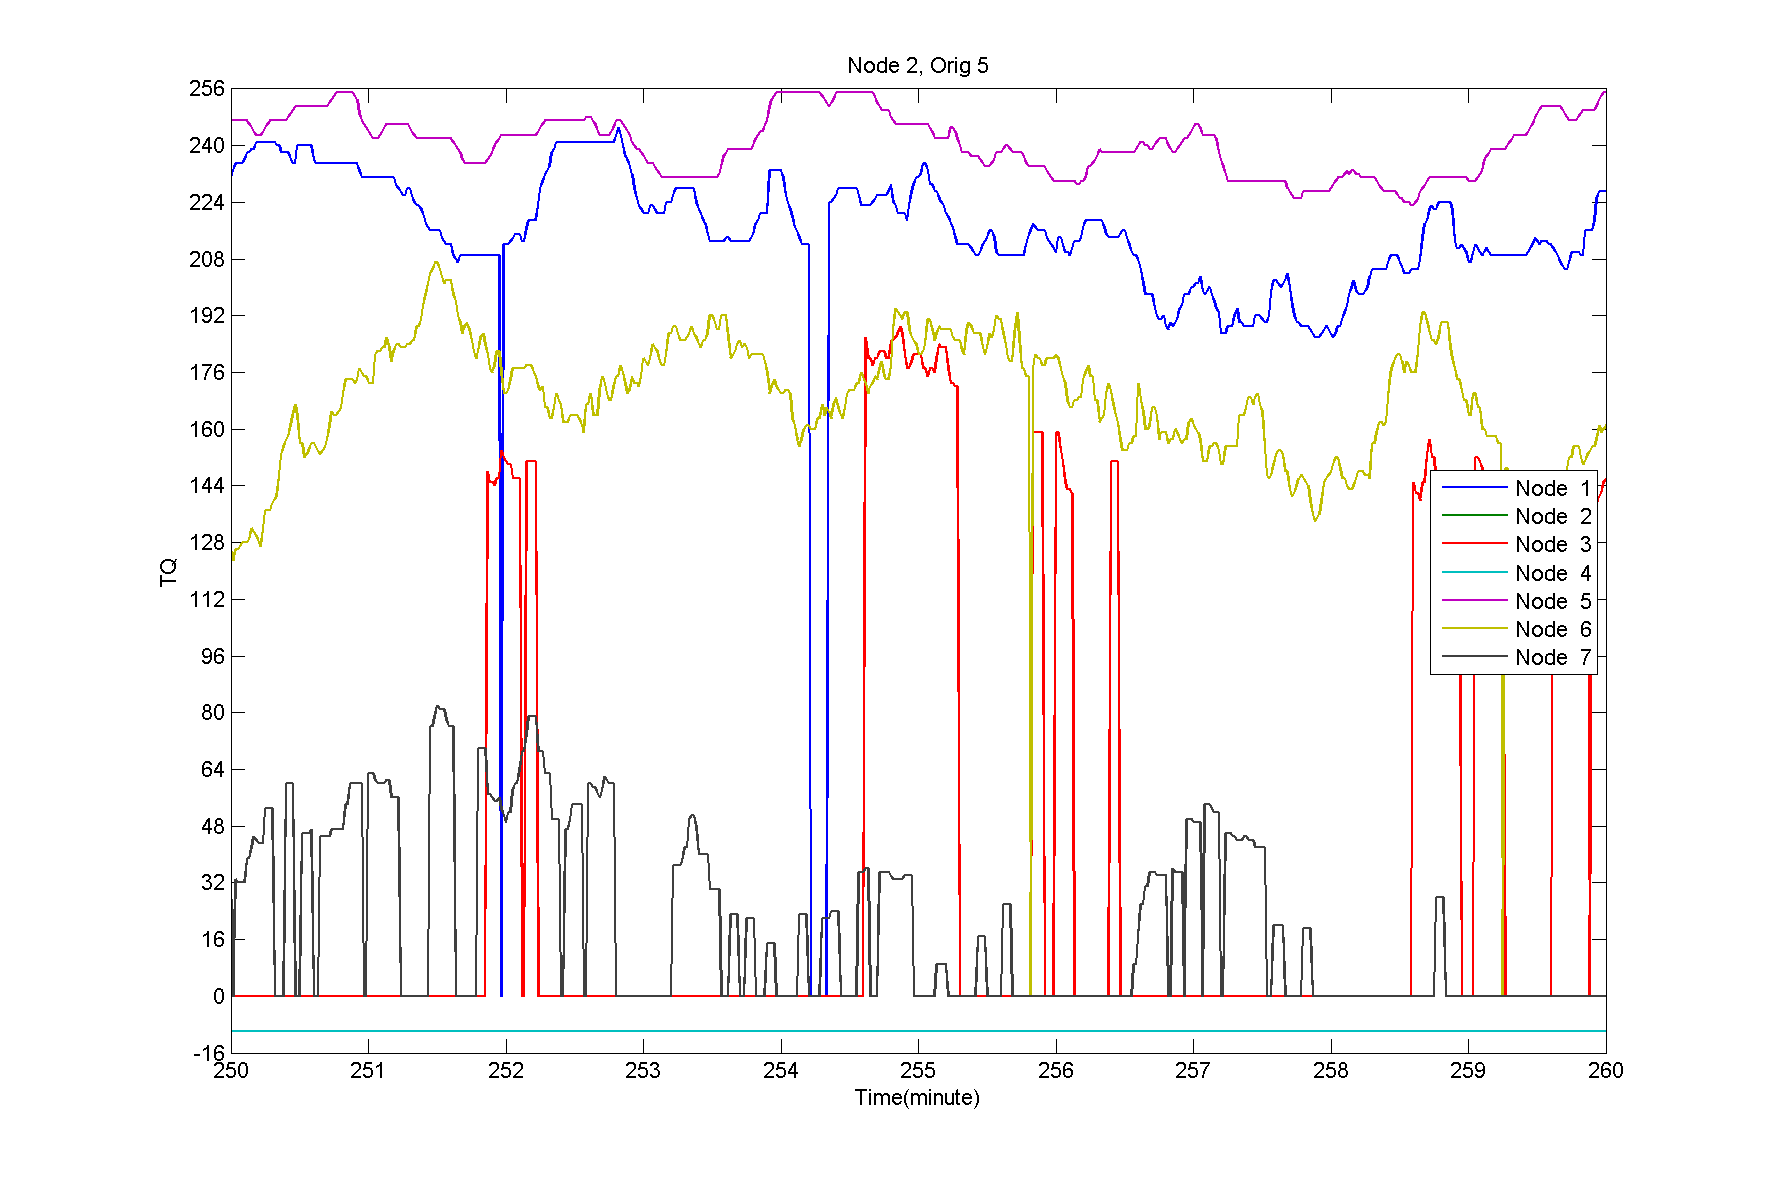 Node 2, Orig 5
256
240
224
208
192
176
160
144
128
112
96
80
64
48
32
16
0
-16
TQ
Node 1
Node 2
Node 3
Node 4
Node 5
Node 6
Node 7
250 251 252 253 254 255 256 257 258 259 260
Time(minute)